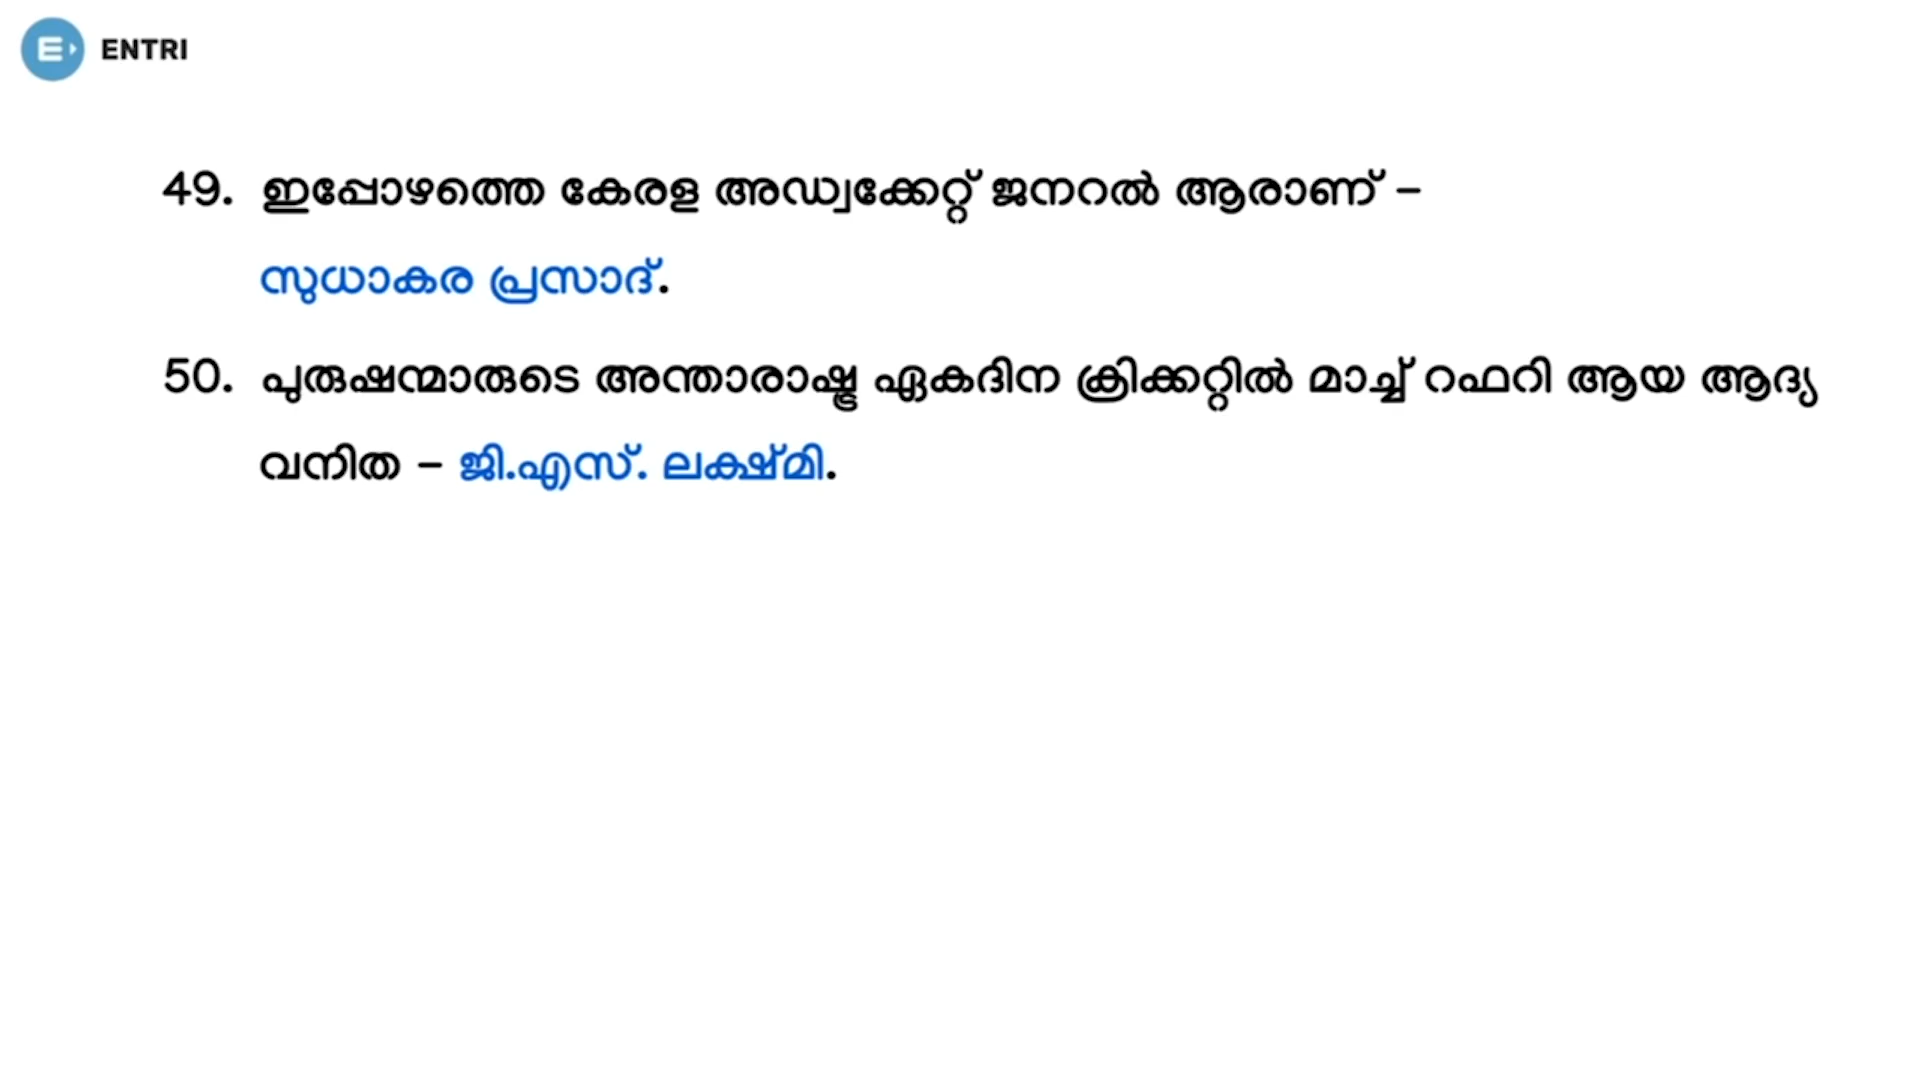 ENTRI
49. ഇപ്പോഴത്തെ കേരള അഡ്വക്കേറ്റ് ജനറൽ ആരാണ് –
സുധാകര പ്രസാദ്.
50. പുരുഷന്മാരുടെ അന്താരാഷ്ട്ര ഏകദിന ക്രിക്കറ്റിൽ മാച്ച് റഫറി ആയ ആദ്യ
വനിത – ജി.എസ്. ലക്ഷ്മി.